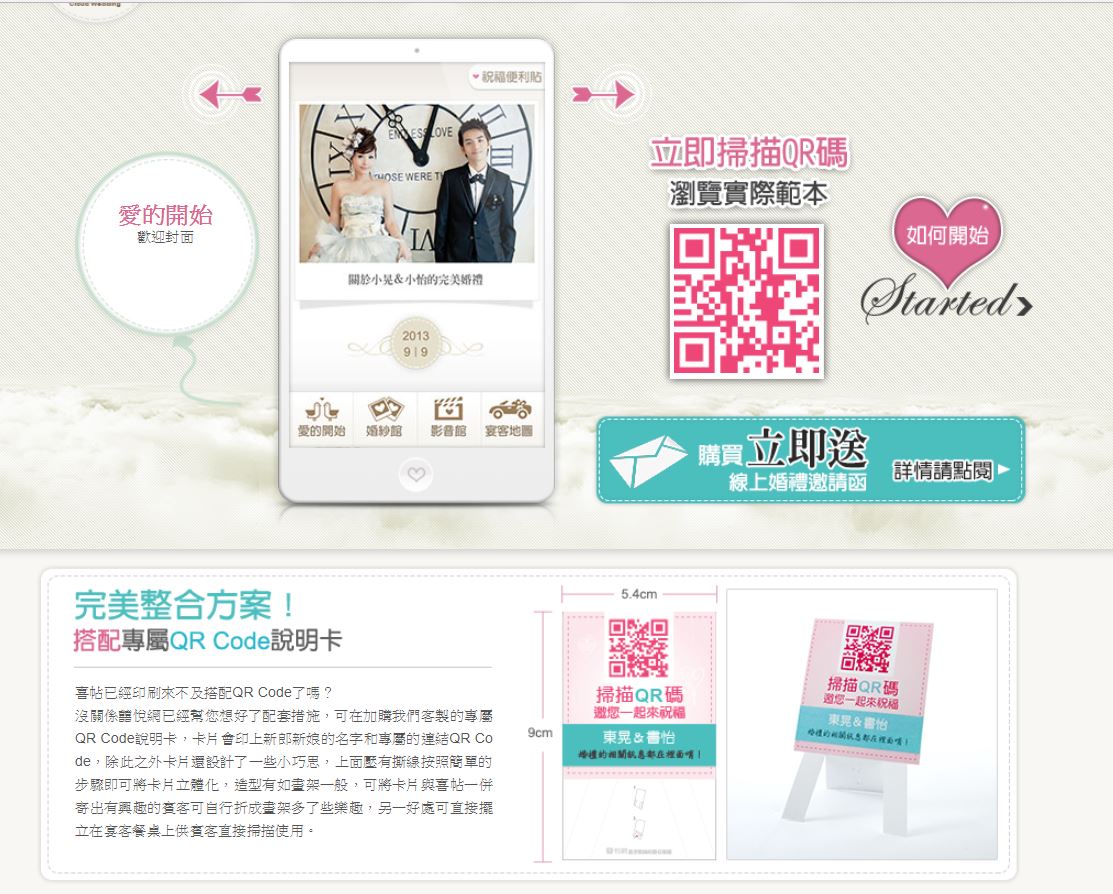 Cloud Wedding
祝福便利貼
ENDLESS LOVE
THOSE WERE TH
愛的開始
歡迎封面
關於小晃&小怡的完美婚禮
2013
9 | 9
愛的開始
婚紗館
影音館
宴客地圖
立即掃描QR碼
瀏覽實際範本
如何開始
Started
購買立即送
線上婚禮邀請函
詳情請點閱
完美整合方案！
搭配專屬QR Code說明卡
喜帖已經印刷來不及搭配QR Code了嗎？
沒關係囍悅網已經幫您想好了配套措施，可在加購我們客製的專屬
QR Code說明卡，卡片會印上新郎新娘的名字和專屬的連結QR Co
de，除此之外卡片還設計了一些小巧思，上面壓有撕線按照簡單的
步驟即可將卡片立體化，造型有如畫架一般，可將卡片與喜帖一併
寄出有興趣的賓客可自行折成畫架多了些樂趣，另一好處可直接擺
立在宴客餐桌上供賓客直接掃描使用。
5.4cm
9cm
掃描QR碼
邀您一起來祝福
東晃&書怡
婚禮的相關訊息都在裡面唷！
掃描QR碼
邀您一起來祝福
東晃&書怡
婚禮的相關訊息都在裡面唷！